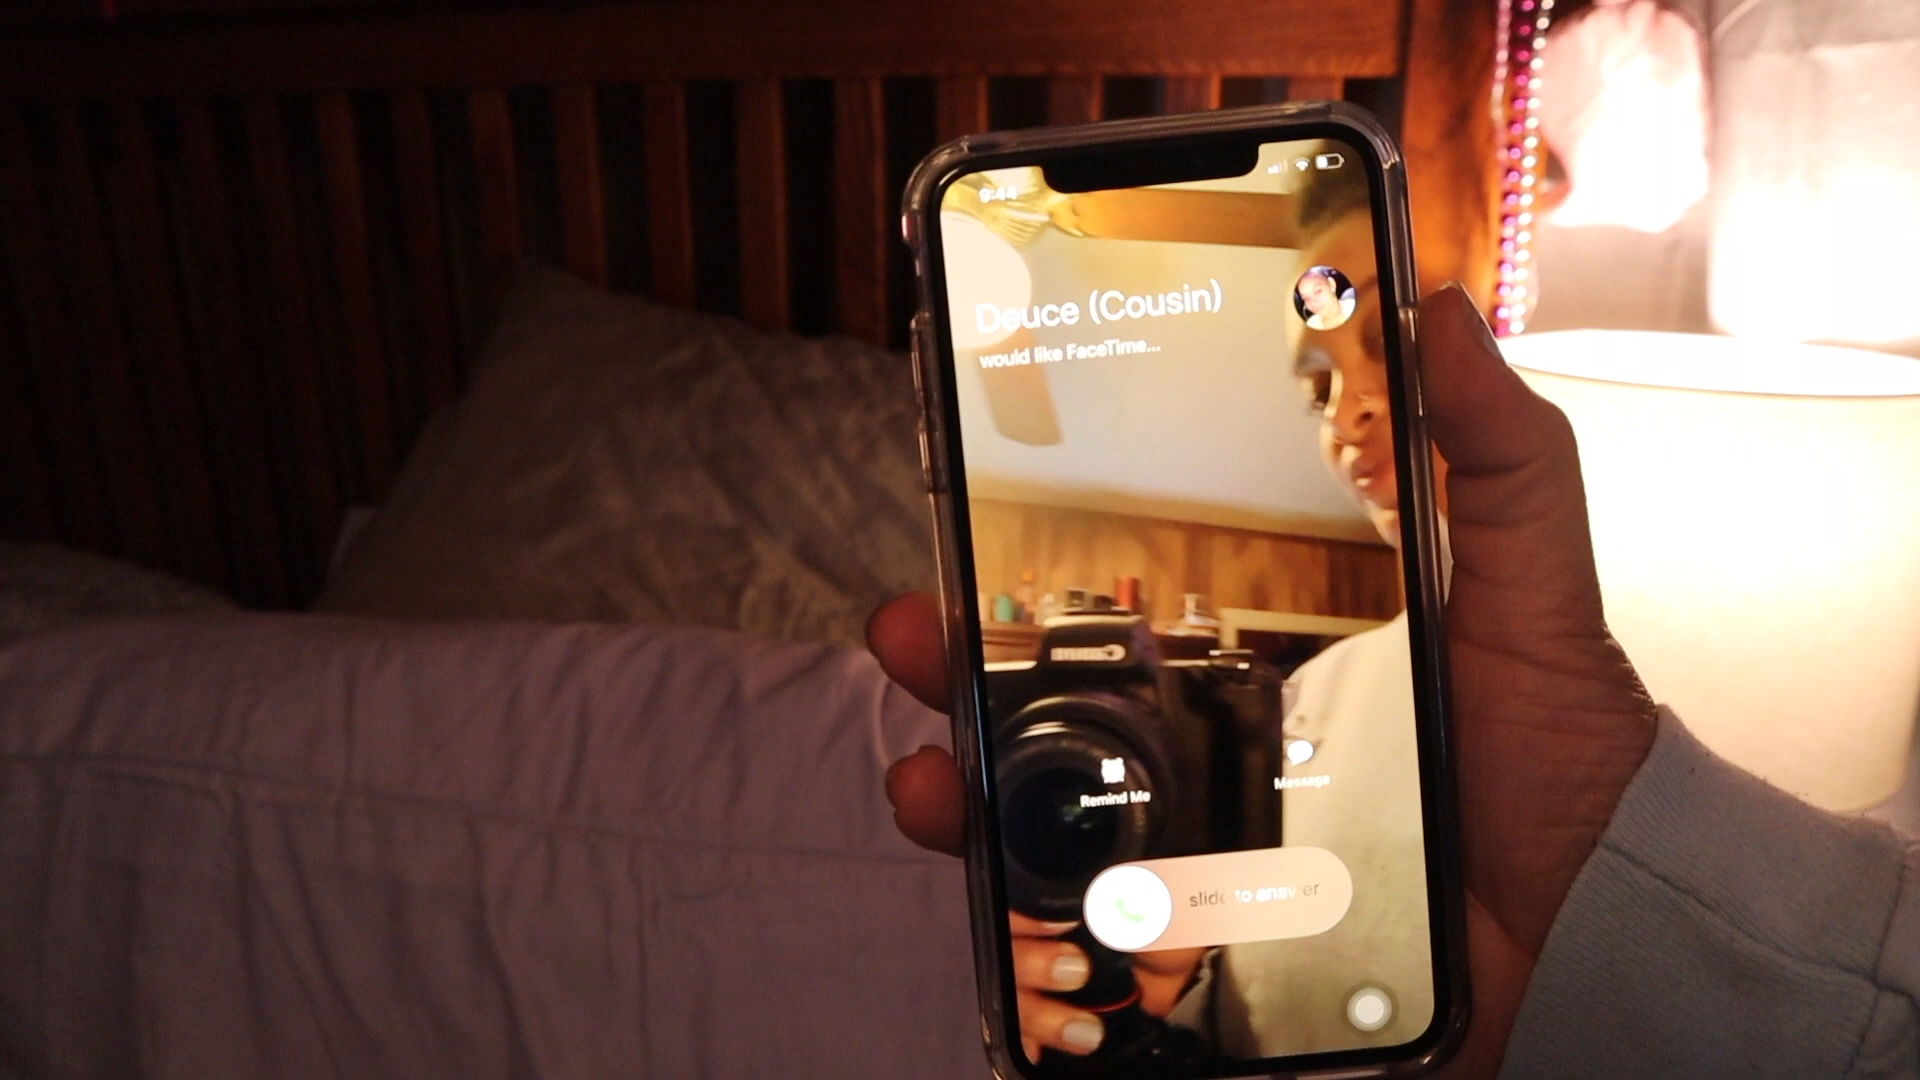 9:44
Deuce (Cousin)
would like FaceTime...
Remind Me
Message
slide to answer